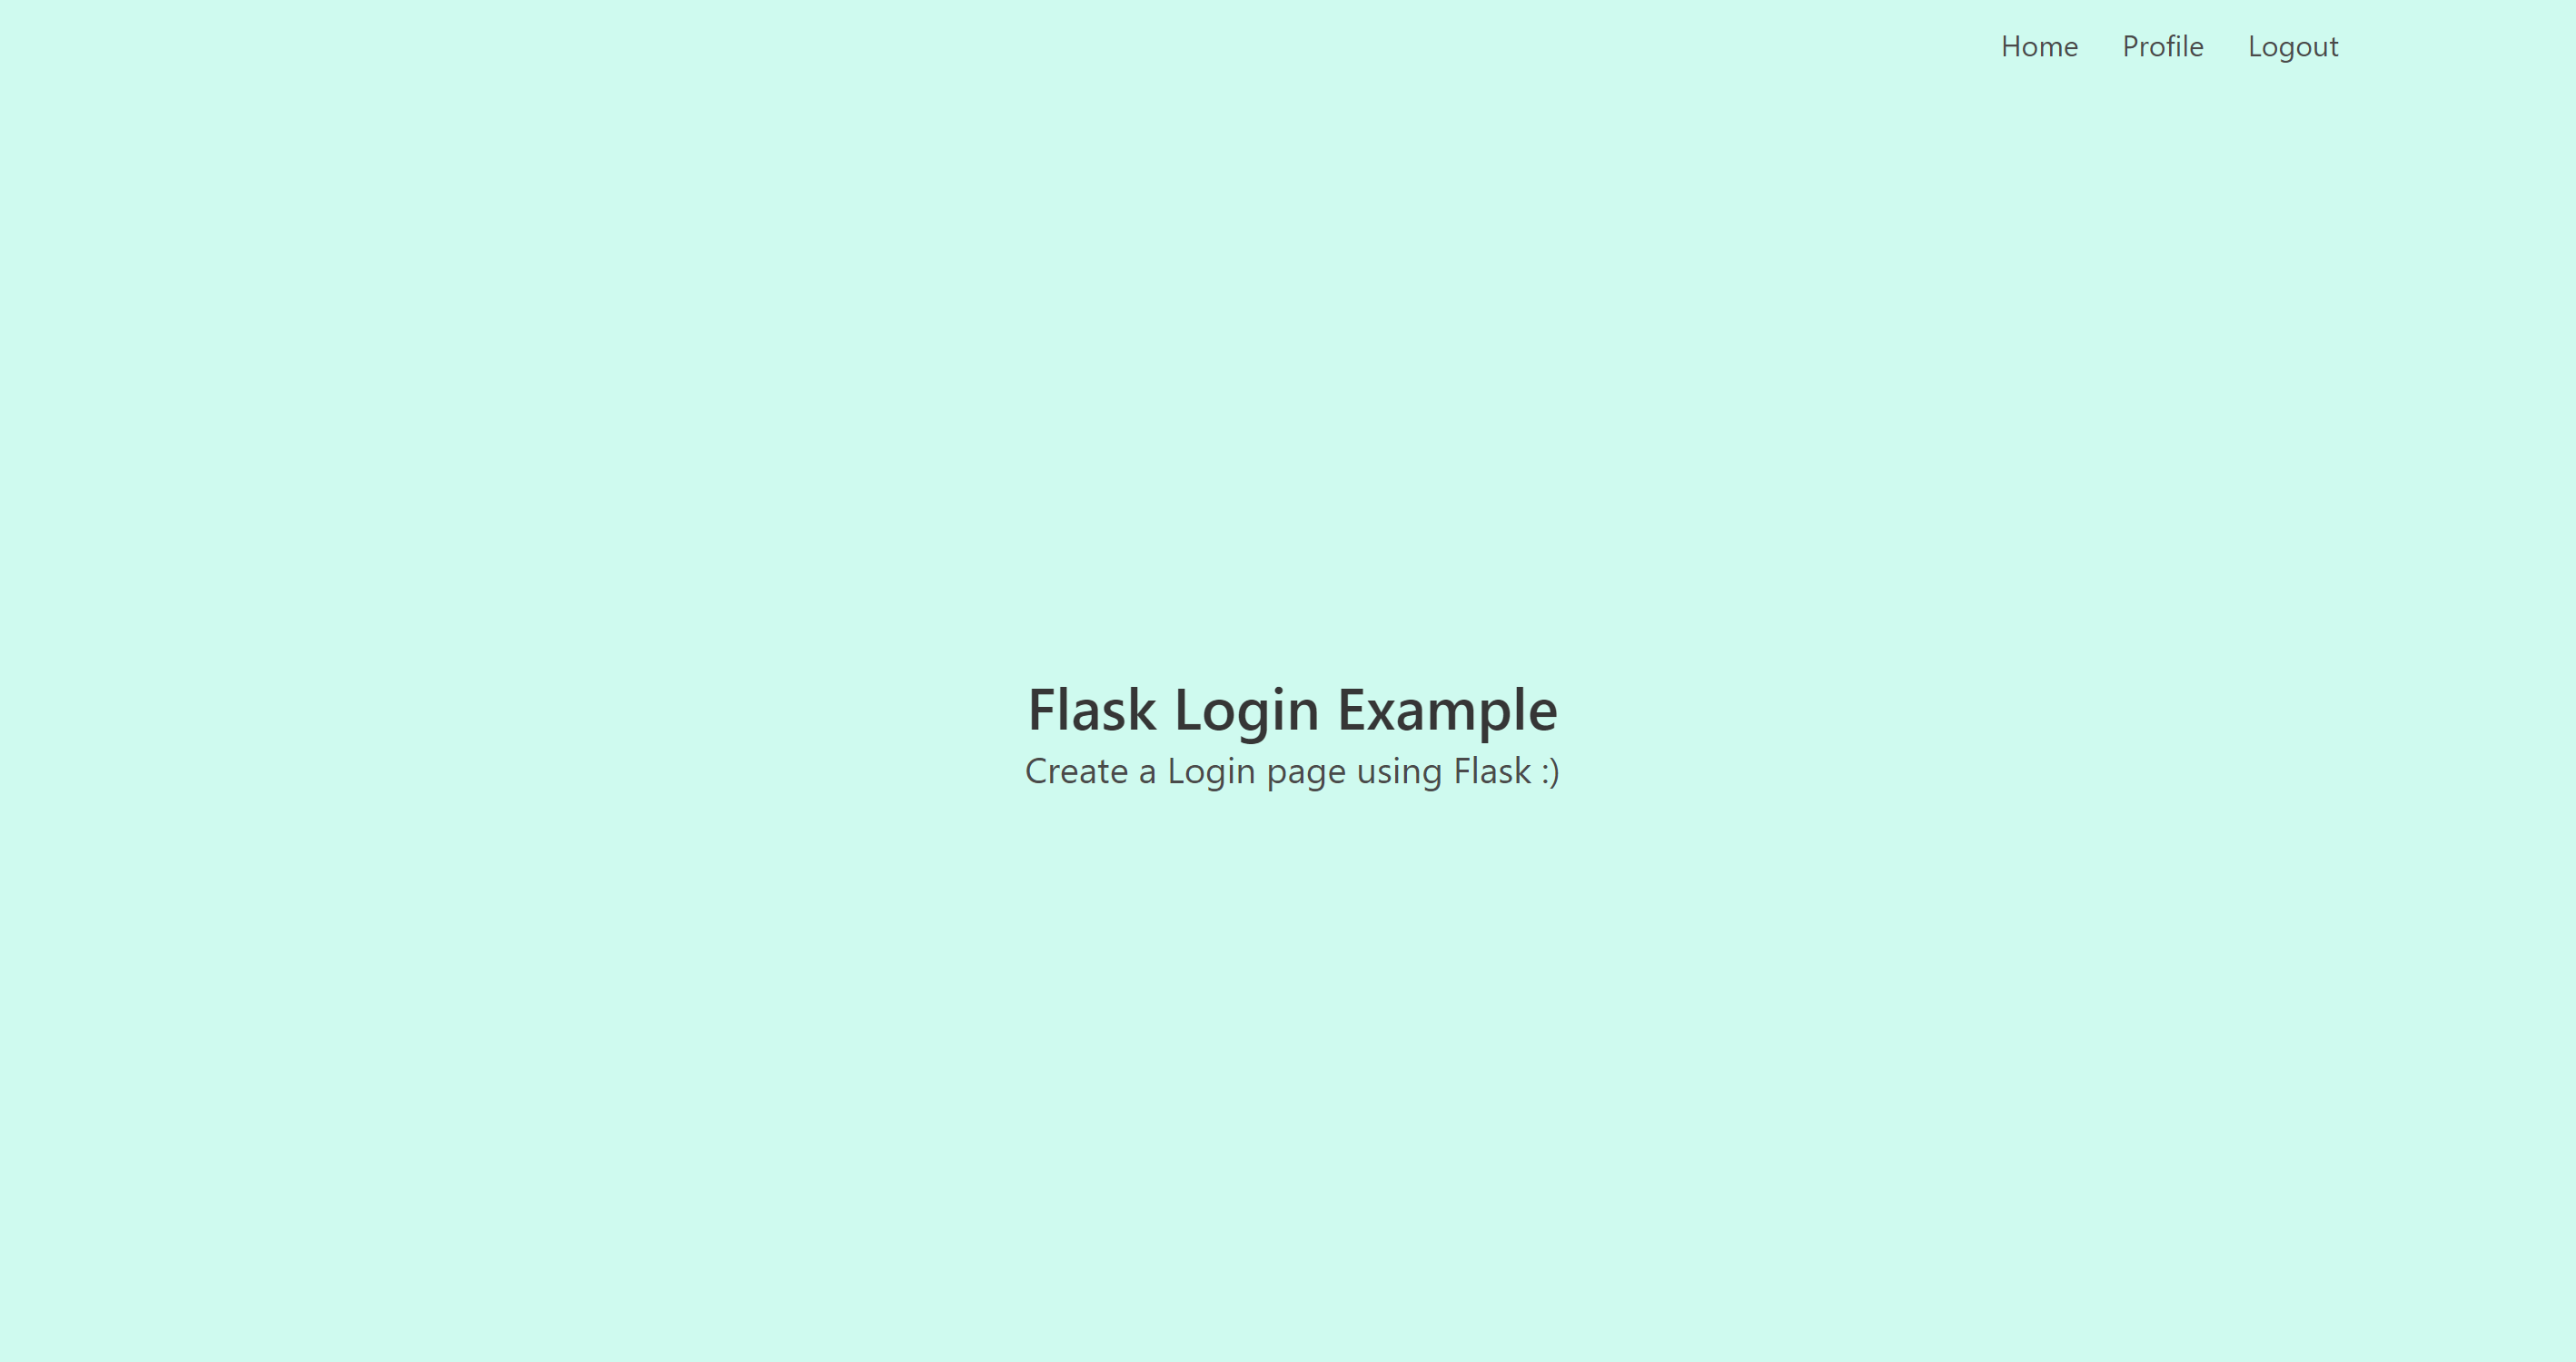 Home Profile Logout
Flask Login Example
Create a Login page using Flask :)